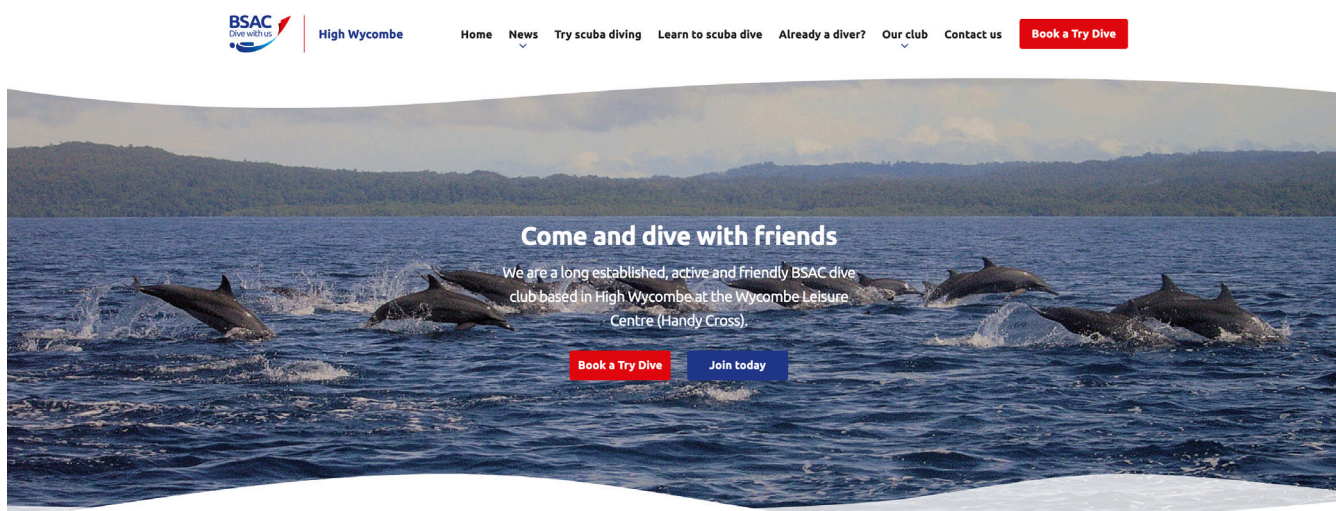 BSAC
Dive with us
High Wycombe
Home News Try scuba diving Learn to scuba dive Already a diver? Our club Contact us Book a Try Dive
Come and dive with friends
We are a long established, active and friendly BSAC dive
club based in High Wycombe at the Wycombe Leisure
Centre (Handy Cross).
Book a Try Dive Join today